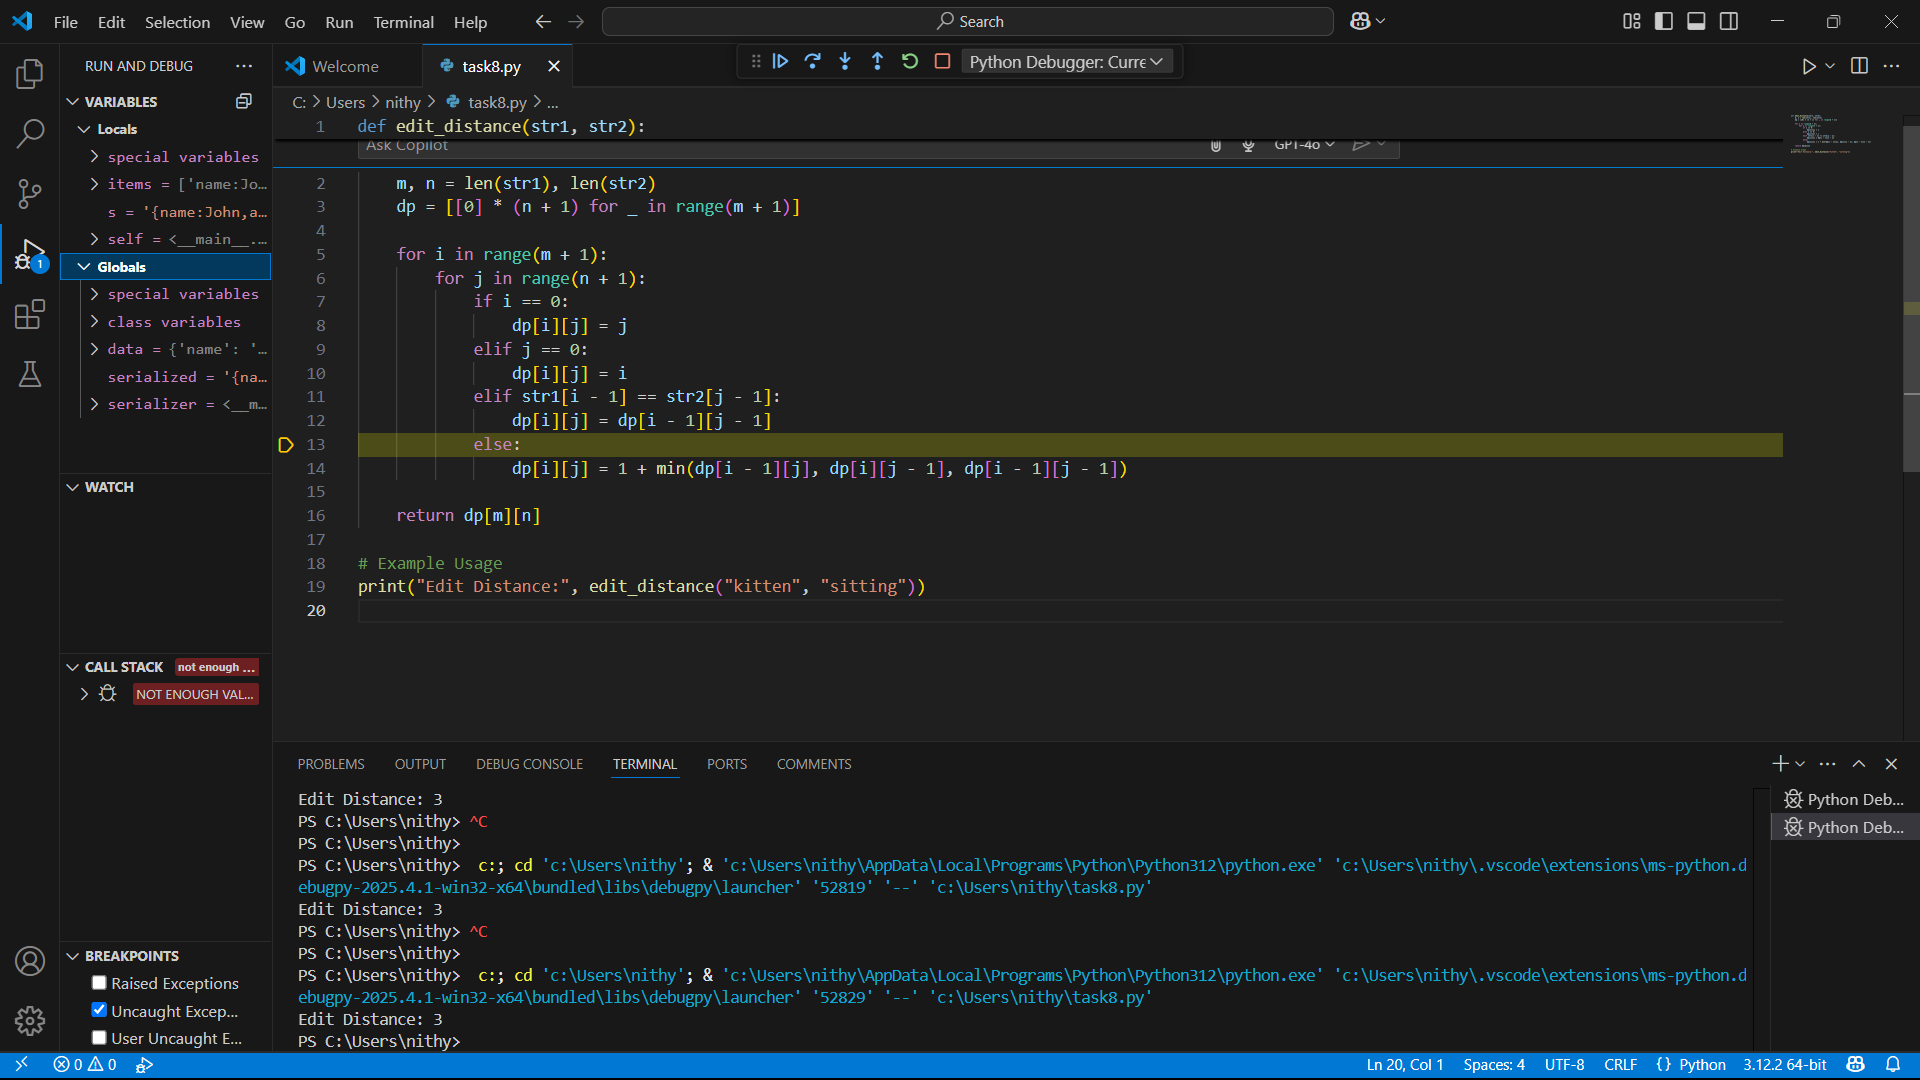 File Edit Selection View Go Run Terminal Help
Search
RUN AND DEBUG
Welcome
task8.py
Python Debugger: Curre
VARIABLES
Locals
special variables
items = ['name:Jo...
s = '{name:John,a...
self = <__main__....
Globals
special variables
class variables
data = {'name': '...
serialized = '{na...
serializer = <__m...
WATCH
CALL STACK not enough ...
NOT ENOUGH VAL...
BREAKPOINTS
Raised Exceptions
Uncaught Excep...
User Uncaught E...
1
C: > Users > nithy > task8.py > ...
1 def edit_distance(str1, str2):
Ask Copilot GPT-4o
2 m, n = len(str1), len(str2)
3 dp = [[0] * (n + 1) for _ in range(m + 1)]
4
5 for i in range(m + 1):
6 for j in range(n + 1):
7 if i == 0:
8 dp[i][j] = j
9 elif j == 0:
10 dp[i][j] = i
11 elif str1[i - 1] == str2[j - 1]:
12 dp[i][j] = dp[i - 1][j - 1]
13 else:
14 dp[i][j] = 1 + min(dp[i - 1][j], dp[i][j - 1], dp[i - 1][j - 1])
15
16 return dp[m][n]
17
18 # Example Usage
19 print("Edit Distance:", edit_distance("kitten", "sitting"))
20
PROBLEMS OUTPUT DEBUG CONSOLE TERMINAL PORTS COMMENTS
Edit Distance: 3
PS C:\Users\nithy> ^C
PS C:\Users\nithy>
PS C:\Users\nithy> c:; cd 'c:\Users\nithy'; & 'c:\Users\nithy\AppData\Local\Programs\Python\Python312\python.exe' 'c:\Users\nithy\.vscode\extensions\ms-python.d
ebugpy-2025.4.1-win32-x64\bundled\libs\debugpy\launcher' '52819' '--' 'c:\Users\nithy\task8.py'
Edit Distance: 3
PS C:\Users\nithy> ^C
PS C:\Users\nithy>
PS C:\Users\nithy> c:; cd 'c:\Users\nithy'; & 'c:\Users\nithy\AppData\Local\Programs\Python\Python312\python.exe' 'c:\Users\nithy\.vscode\extensions\ms-python.d
ebugpy-2025.4.1-win32-x64\bundled\libs\debugpy\launcher' '52829' '--' 'c:\Users\nithy\task8.py'
Edit Distance: 3
PS C:\Users\nithy>
Python Deb...
Python Deb...
0 0
Ln 20, Col 1 Spaces: 4 UTF-8 CRLF {} Python 3.12.2 64-bit